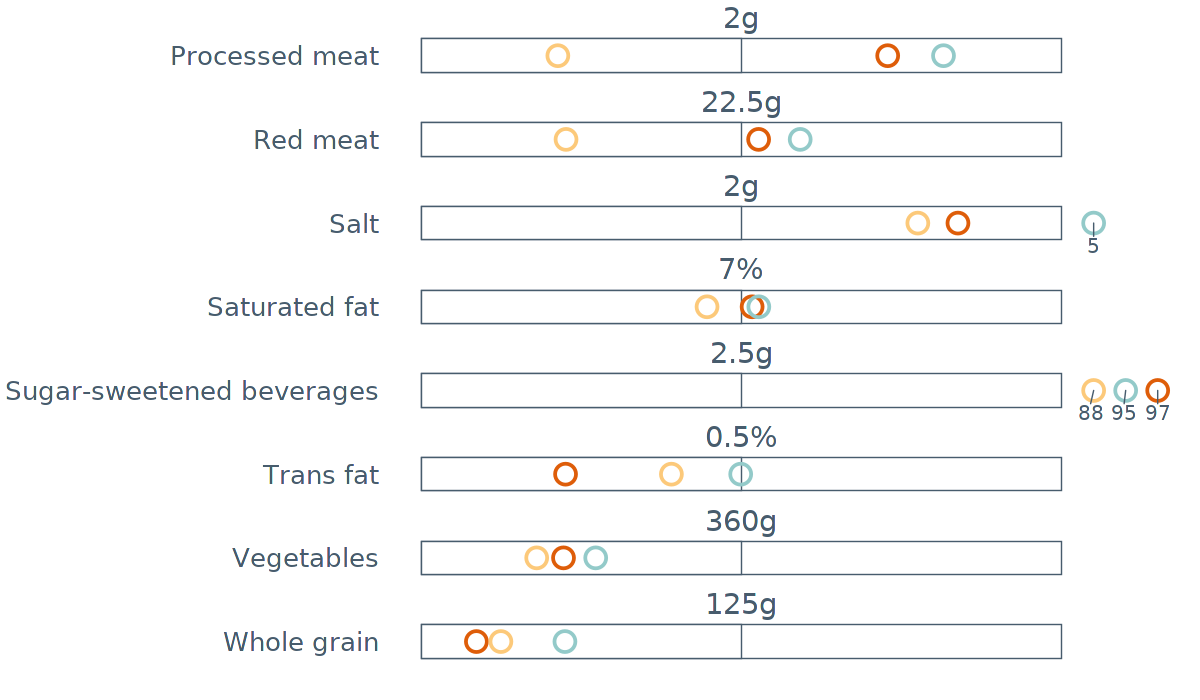 2g
Processed meat
22.5g
Red meat
2g
Salt
5
7%
Saturated fat
2.5g
Sugar-sweetened beverages
88 95 97
0.5%
Trans fat
360g
Vegetables
125g
Whole grain